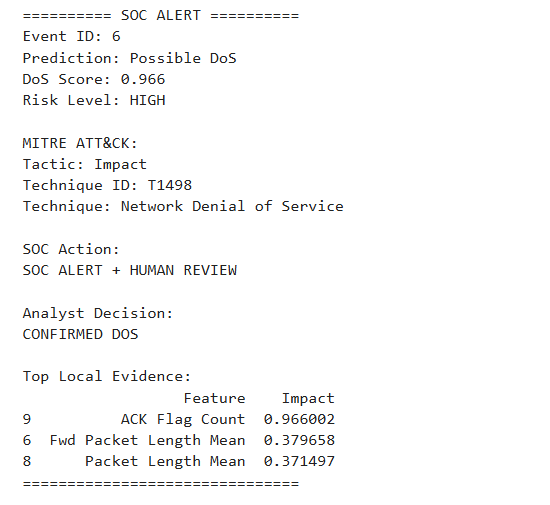 ========== SOC ALERT ==========
Event ID: 6
Prediction: Possible DoS
DoS Score: 0.966
Risk Level: HIGH
MITRE ATT&CK:
Tactic: Impact
Technique ID: T1498
Technique: Network Denial of Service
SOC Action:
SOC ALERT + HUMAN REVIEW
Analyst Decision:
CONFIRMED DOS
Top Local Evidence:
Feature    Impact
9          ACK Flag Count  0.966002
6  Fwd Packet Length Mean  0.379658
8      Packet Length Mean  0.371497
===============================